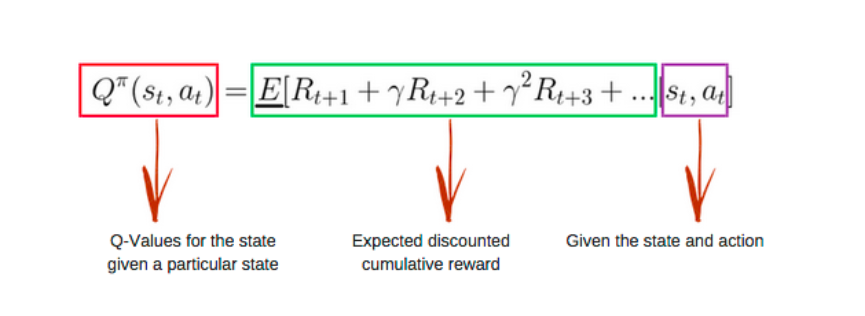 Q^π(s_t, a_t) = E[R_{t+1} + γR_{t+2} + γ²R_{t+3} + ...|s_t, a_t]
Q-Values for the state
given a particular state
Expected discounted
cumulative reward
Given the state and action